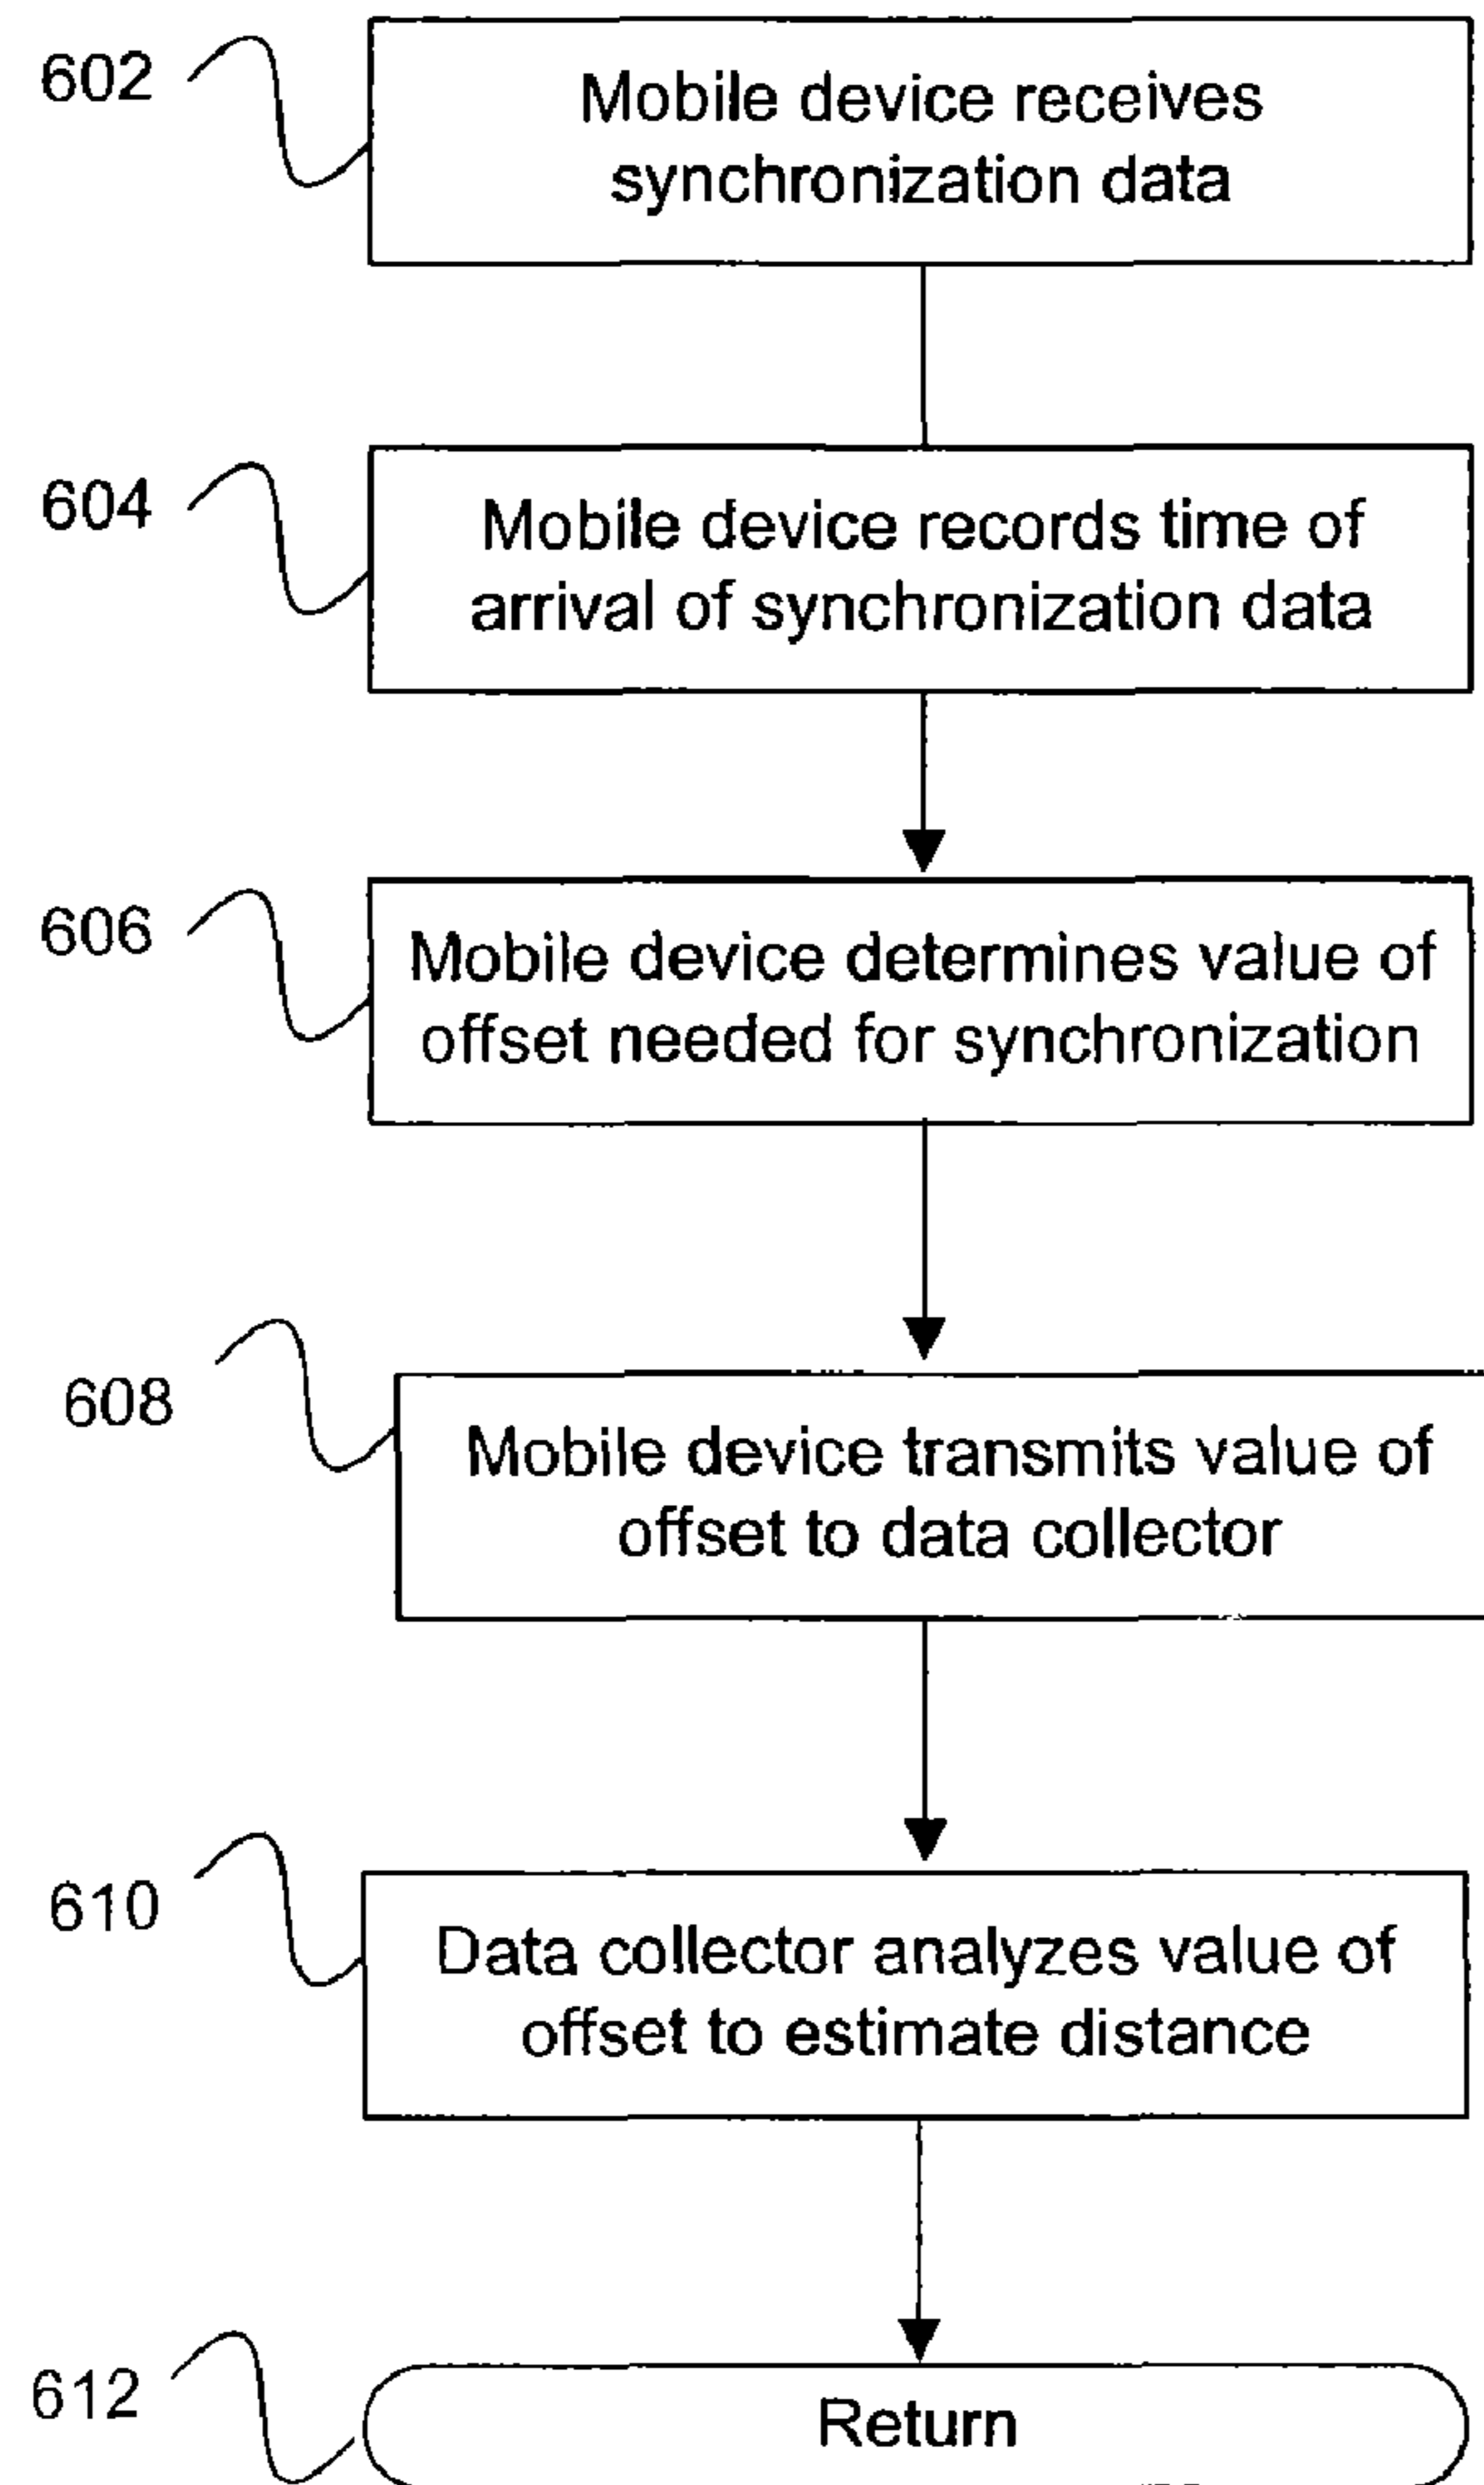 602
Mobile device receives
synchronization data
604
Mobile device records time of
arrival of synchronization data
606
Mobile device determines value of
offset needed for synchronization
608
Mobile device transmits value of
offset to data collector
610
Data collector analyzes value of
offset to estimate distance
612
Return